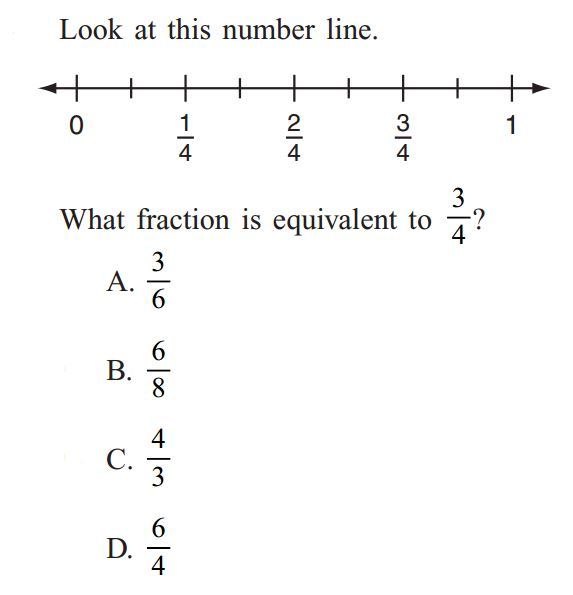 Look at this number line.
0 1/4 2/4 3/4 1
What fraction is equivalent to 3/4?
A. 3/6
B. 6/8
C. 4/3
D. 6/4